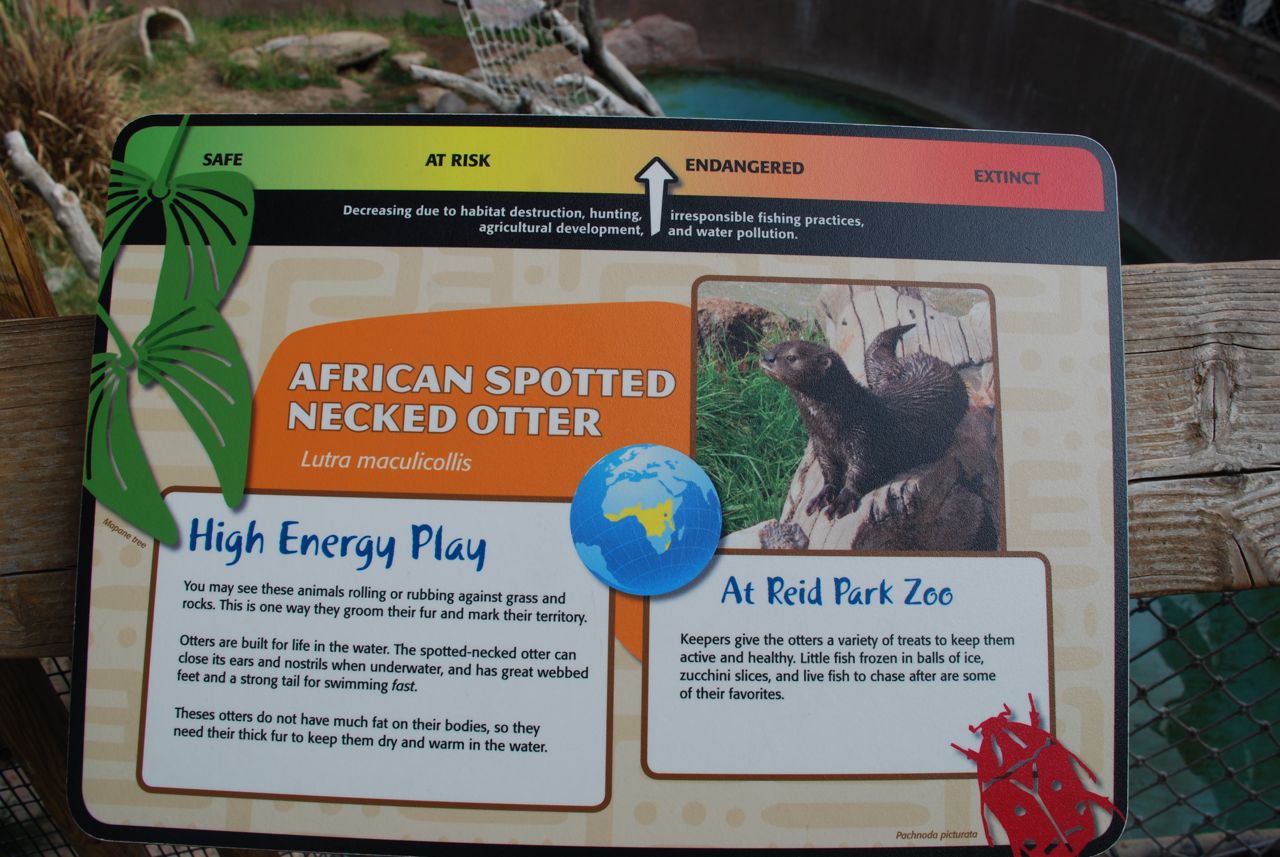 SAFE
AT RISK
ENDANGERED
EXTINCT
Decreasing due to habitat destruction, hunting, irresponsible fishing practices,
agricultural development, and water pollution.
AFRICAN SPOTTED
NECKED OTTER
Lutra maculicollis
Mopane tree
High Energy Play
You may see these animals rolling or rubbing against grass and
rocks. This is one way they groom their fur and mark their territory.
Otters are built for life in the water. The spotted-necked otter can
close its ears and nostrils when underwater, and has great webbed
feet and a strong tail for swimming fast.
Theses otters do not have much fat on their bodies, so they
need their thick fur to keep them dry and warm in the water.
At Reid Park Zoo
Keepers give the otters a variety of treats to keep them
active and healthy. Little fish frozen in balls of ice,
zucchini slices, and live fish to chase after are some
of their favorites.
Pachnoda picturata